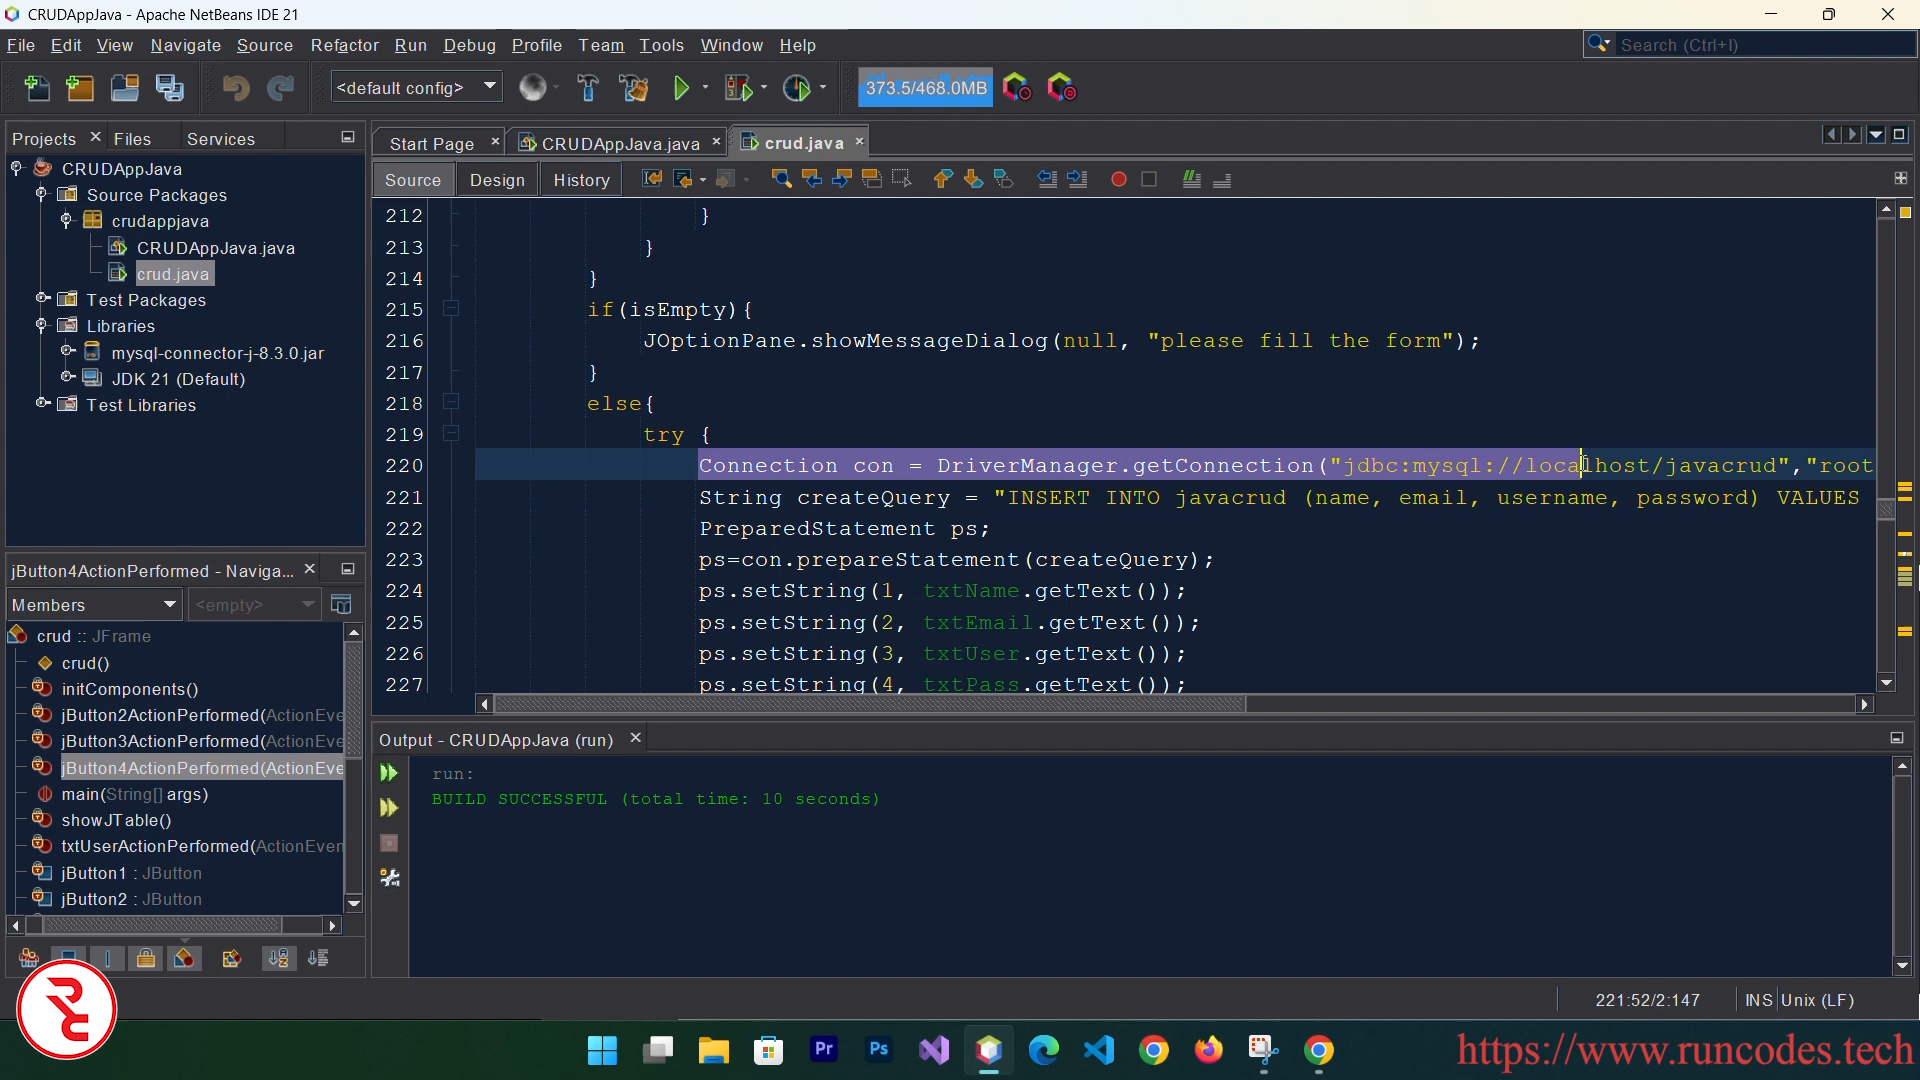 CRUDAppJava - Apache NetBeans IDE 21
File Edit View Navigate Source Refactor Run Debug Profile Team Tools Window Help
Search (Ctrl+I)
<default config>
373.5/468.0MB
Projects Files Services
CRUDAppJava
Source Packages
crudappjava
CRUDAppJava.java
crud.java
Test Packages
Libraries
mysql-connector-j-8.3.0.jar
JDK 21 (Default)
Test Libraries
Start Page CRUDAppJava.java crud.java
Source Design History
212 }
213 }
214 }
215 if(isEmpty){
216 JOptionPane.showMessageDialog(null, "please fill the form");
217 }
218 else{
219 try {
220 Connection con = DriverManager.getConnection("jdbc:mysql://localhost/javacrud","root
221 String createQuery = "INSERT INTO javacrud (name, email, username, password) VALUES
222 PreparedStatement ps;
223 ps=con.prepareStatement(createQuery);
224 ps.setString(1, txtName.getText());
225 ps.setString(2, txtEmail.getText());
226 ps.setString(3, txtUser.getText());
227 ps.setString(4, txtPass.getText());
jButton4ActionPerformed - Naviga...
Members <empty>
crud :: JFrame
crud()
initComponents()
jButton2ActionPerformed(ActionEve
jButton3ActionPerformed(ActionEve
jButton4ActionPerformed(ActionEve
main(String[] args)
showJTable()
txtUserActionPerformed(ActionEven
jButton1 : JButton
jButton2 : JButton
Output - CRUDAppJava (run)
run:
BUILD SUCCESSFUL (total time: 10 seconds)
221:52/2:147 INS Unix (LF)
Pr Ps
https://www.runcodes.tech